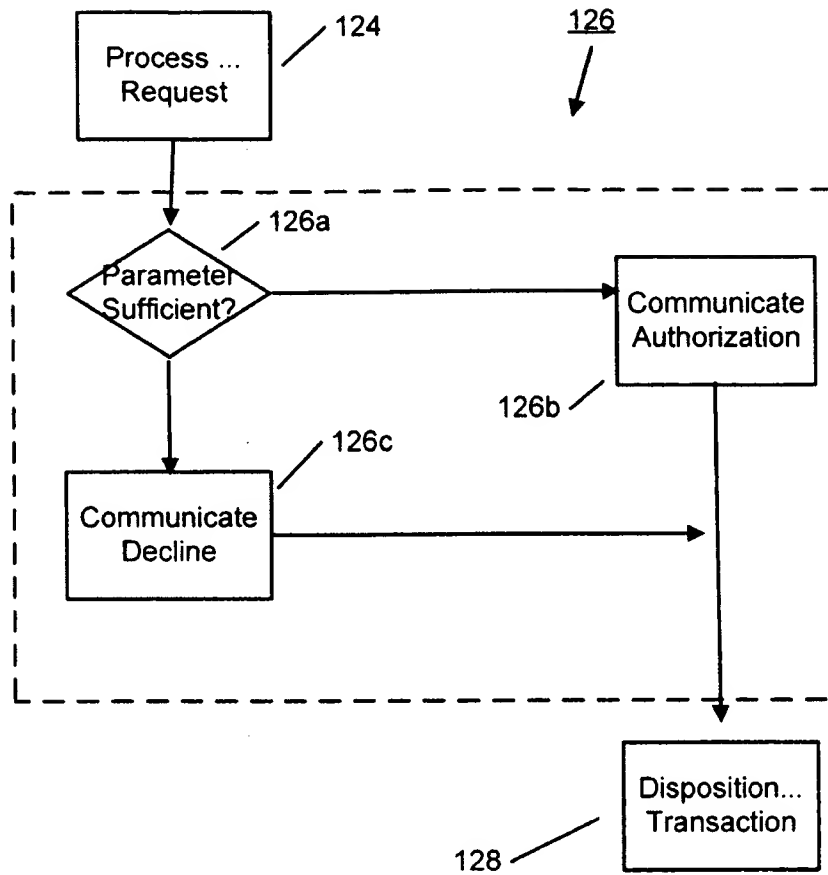 124
126
Process ...
Request
126a
Parameter
Sufficient?
Communicate
Authorization
126b
126c
Communicate
Decline
Disposition...
Transaction
128